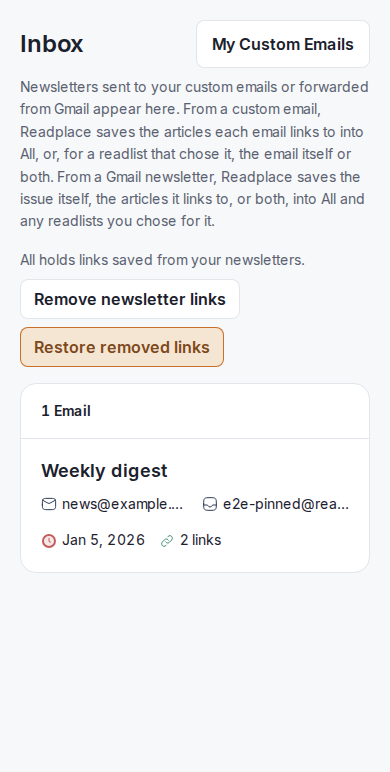 Inbox
My Custom Emails
Newsletters sent to your custom emails or forwarded
from Gmail appear here. From a custom email,
Readplace saves the articles each email links to into
All, or, for a readlist that chose it, the email itself or
both. From a Gmail newsletter, Readplace saves the
issue itself, the articles it links to, or both, into All and
any readlists you chose for it.
All holds links saved from your newsletters.
Remove newsletter links
Restore removed links
1 Email
Weekly digest
news@example.... e2e-pinned@rea...
Jan 5, 2026 2 links